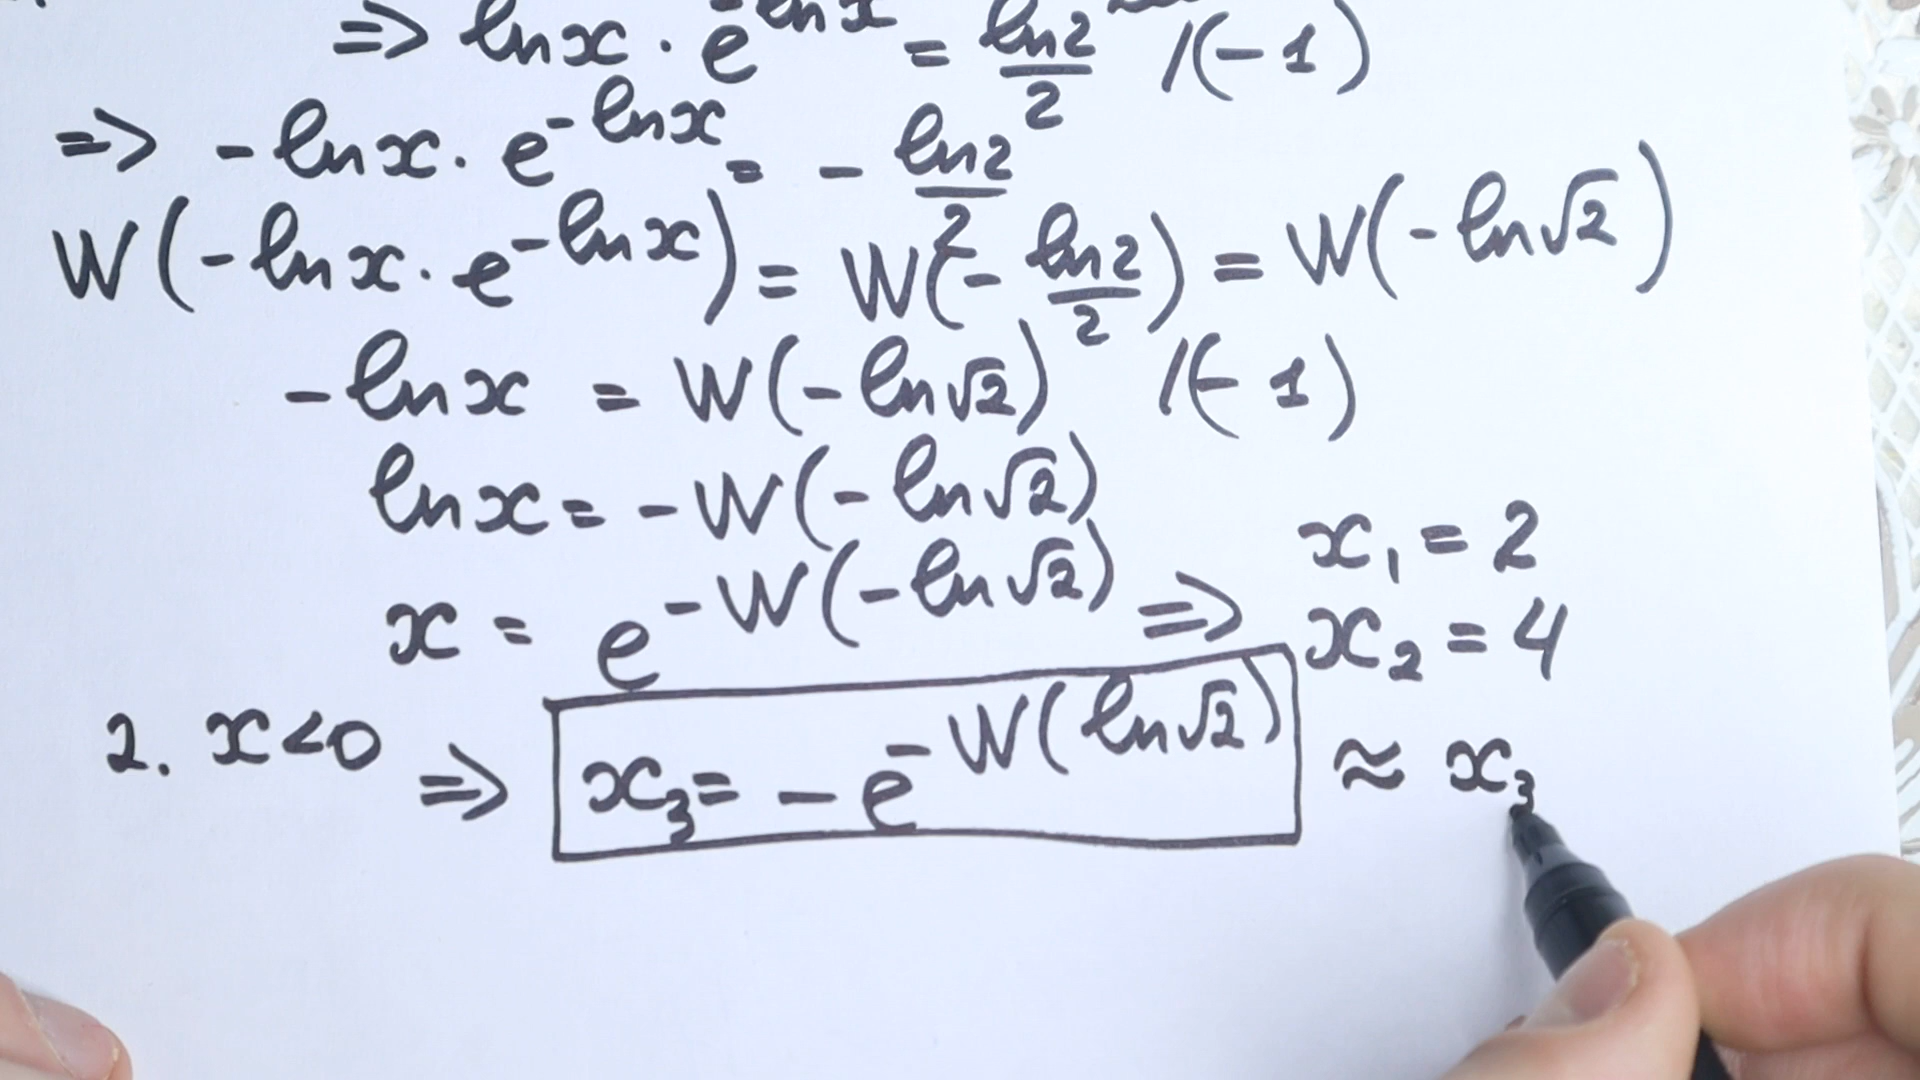 => ln x · e^-ln x = ln2/2 /(-1)
=> -ln x · e^-ln x = - ln2/2
W(-ln x · e^-ln x) = W(- ln2/2) = W(-ln√2)
-ln x = W(-ln√2) /(-1)
ln x = -W(-ln√2)
x = e^-W(-ln√2) => x₁ = 2
x₂ = 4
2. x<0 => x₃ = -e^-W(ln√2) ≈ x₃